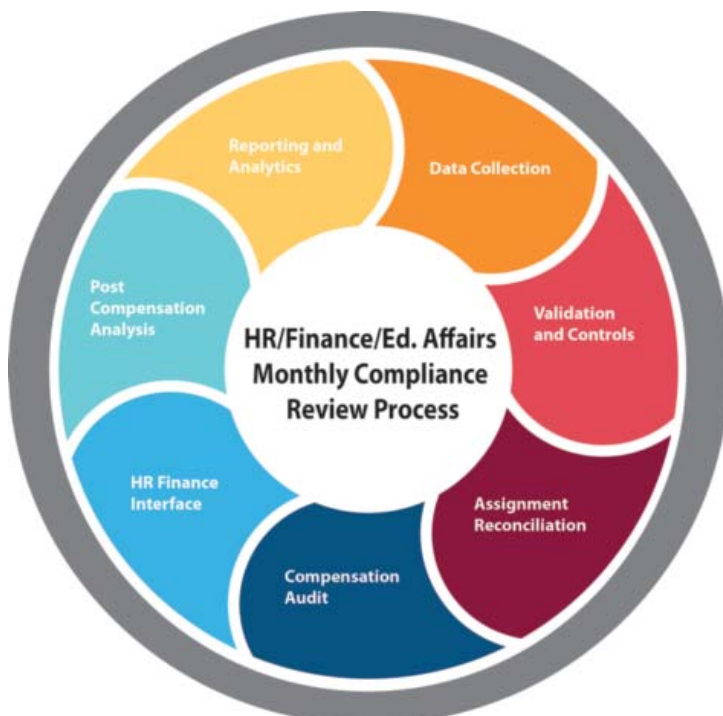 Reporting and
Analytics
Data Collection
Validation
and Controls
Assignment
Reconciliation
Compensation
Audit
HR Finance
Interface
Post
Compensation
Analysis
HR/Finance/Ed. Affairs
Monthly Compliance
Review Process